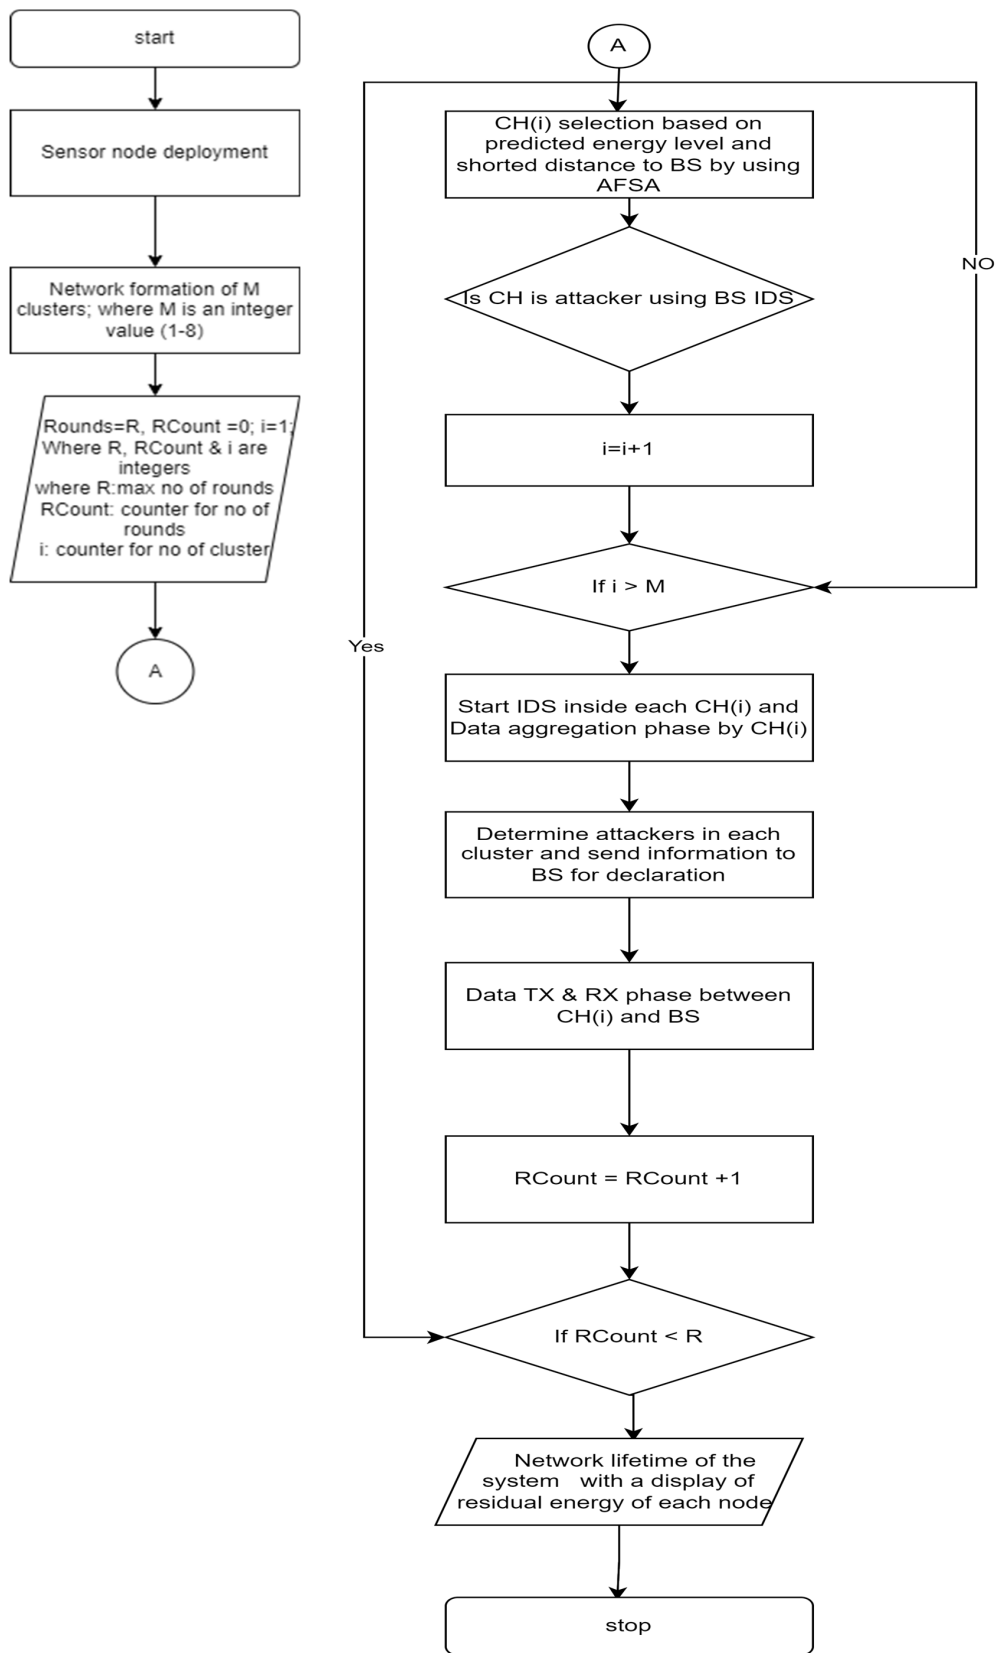 start
Sensor node deployment
Network formation of M
clusters; where M is an integer
value (1-8)
Rounds=R, RCount =0; i=1;
Where R, RCount & i are
integers
where R:max no of rounds
RCount: counter for no of
rounds
i: counter for no of cluster
A
A
CH(i) selection based on
predicted energy level and
shorted distance to BS by using
AFSA
NO
Is CH is attacker using BS IDS
i=i+1
If i > M
Yes
Start IDS inside each CH(i) and
Data aggregation phase by CH(i)
Determine attackers in each
cluster and send information to
BS for declaration
Data TX & RX phase between
CH(i) and BS
RCount = RCount +1
If RCount < R
Network lifetime of the
system with a display of
residual energy of each node
stop